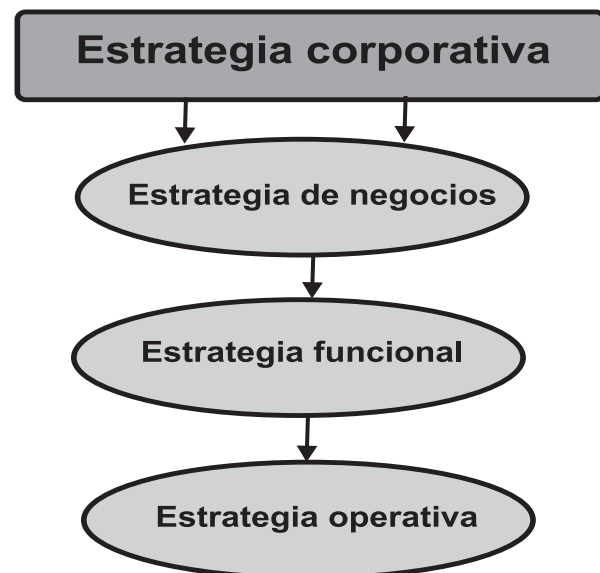 Estrategia corporativa
Estrategia de negocios
Estrategia funcional
Estrategia operativa